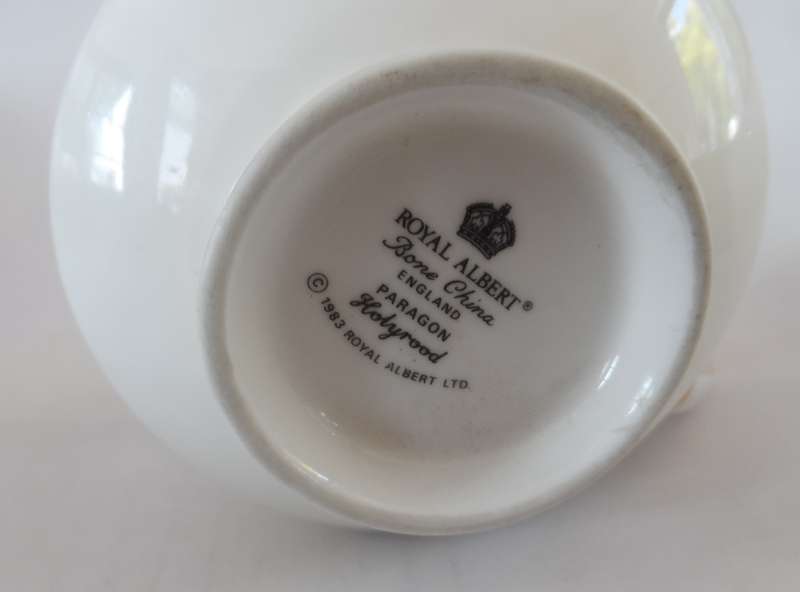 ROYAL ALBERT®
Bone China
ENGLAND
PARAGON
Holyrood
© 1983 ROYAL ALBERT LTD.